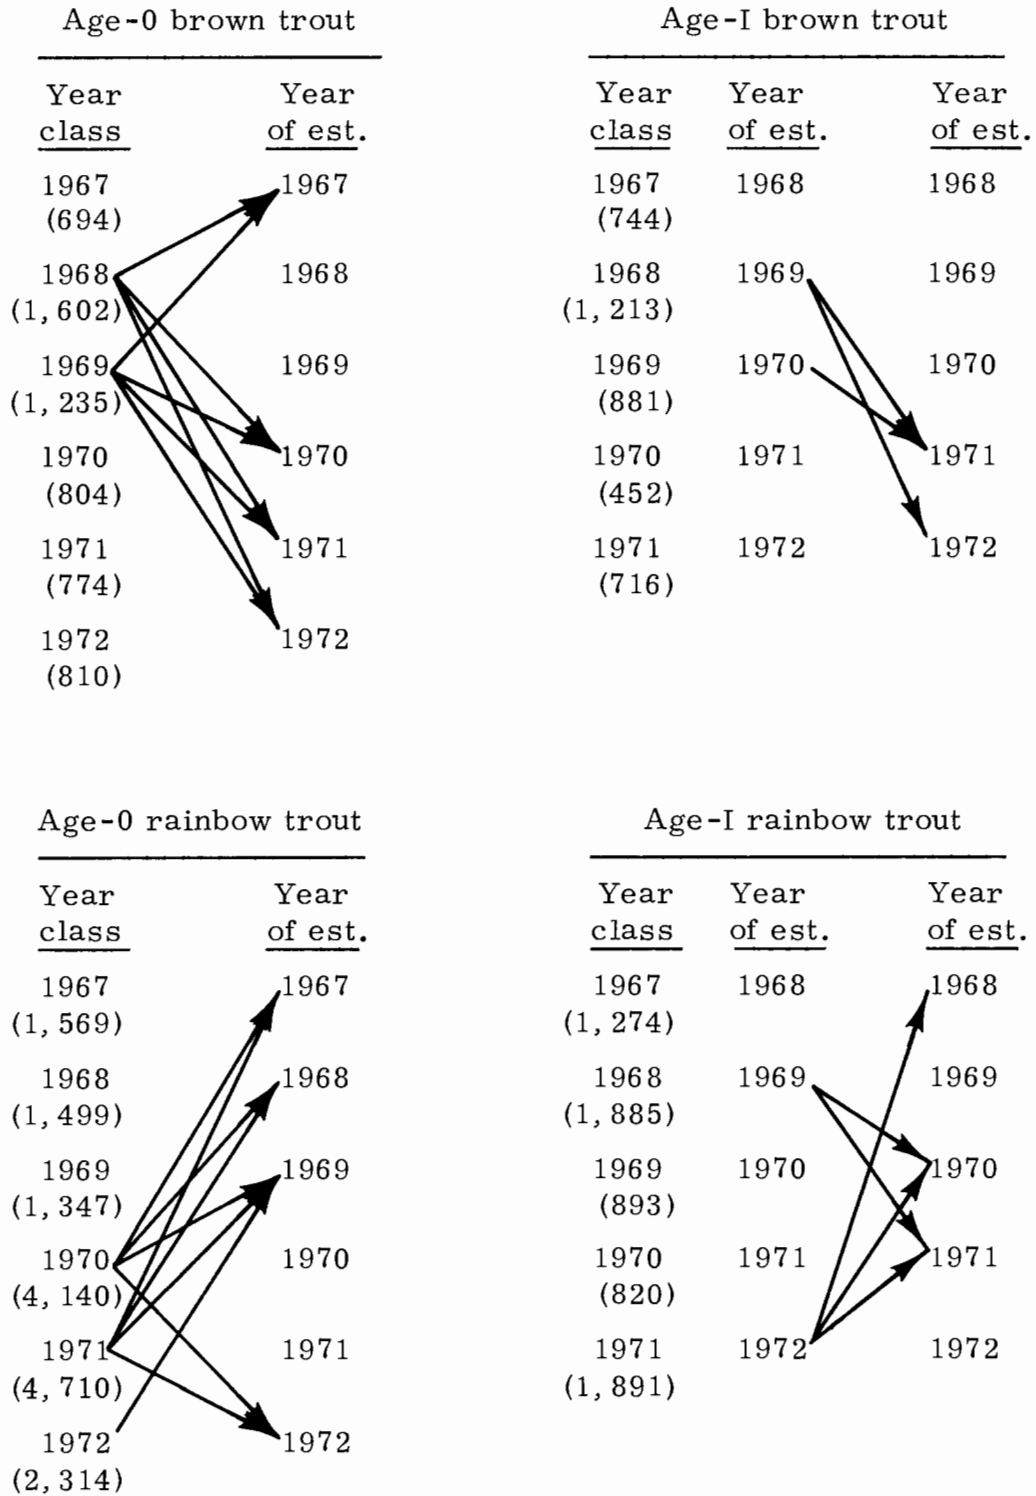 Age-0 brown trout
Year Year
class of est.
1967 1967
(694)
1968 1968
(1, 602)
1969 1969
(1, 235)
1970 1970
(804)
1971 1971
(774)
1972 1972
(810)
Age-I brown trout
Year Year Year
class of est. of est.
1967 1968 1968
(744)
1968 1969 1969
(1, 213)
1969 1970 1970
(881)
1970 1971 1971
(452)
1971 1972 1972
(716)
Age-0 rainbow trout
Year Year
class of est.
1967 1967
(1, 569)
1968 1968
(1, 499)
1969 1969
(1, 347)
1970 1970
(4, 140)
1971 1971
(4, 710)
1972 1972
(2, 314)
Age-I rainbow trout
Year Year Year
class of est. of est.
1967 1968 1968
(1, 274)
1968 1969 1969
(1, 885)
1969 1970 1970
(893)
1970 1971 1971
(820)
1971 1972 1972
(1, 891)